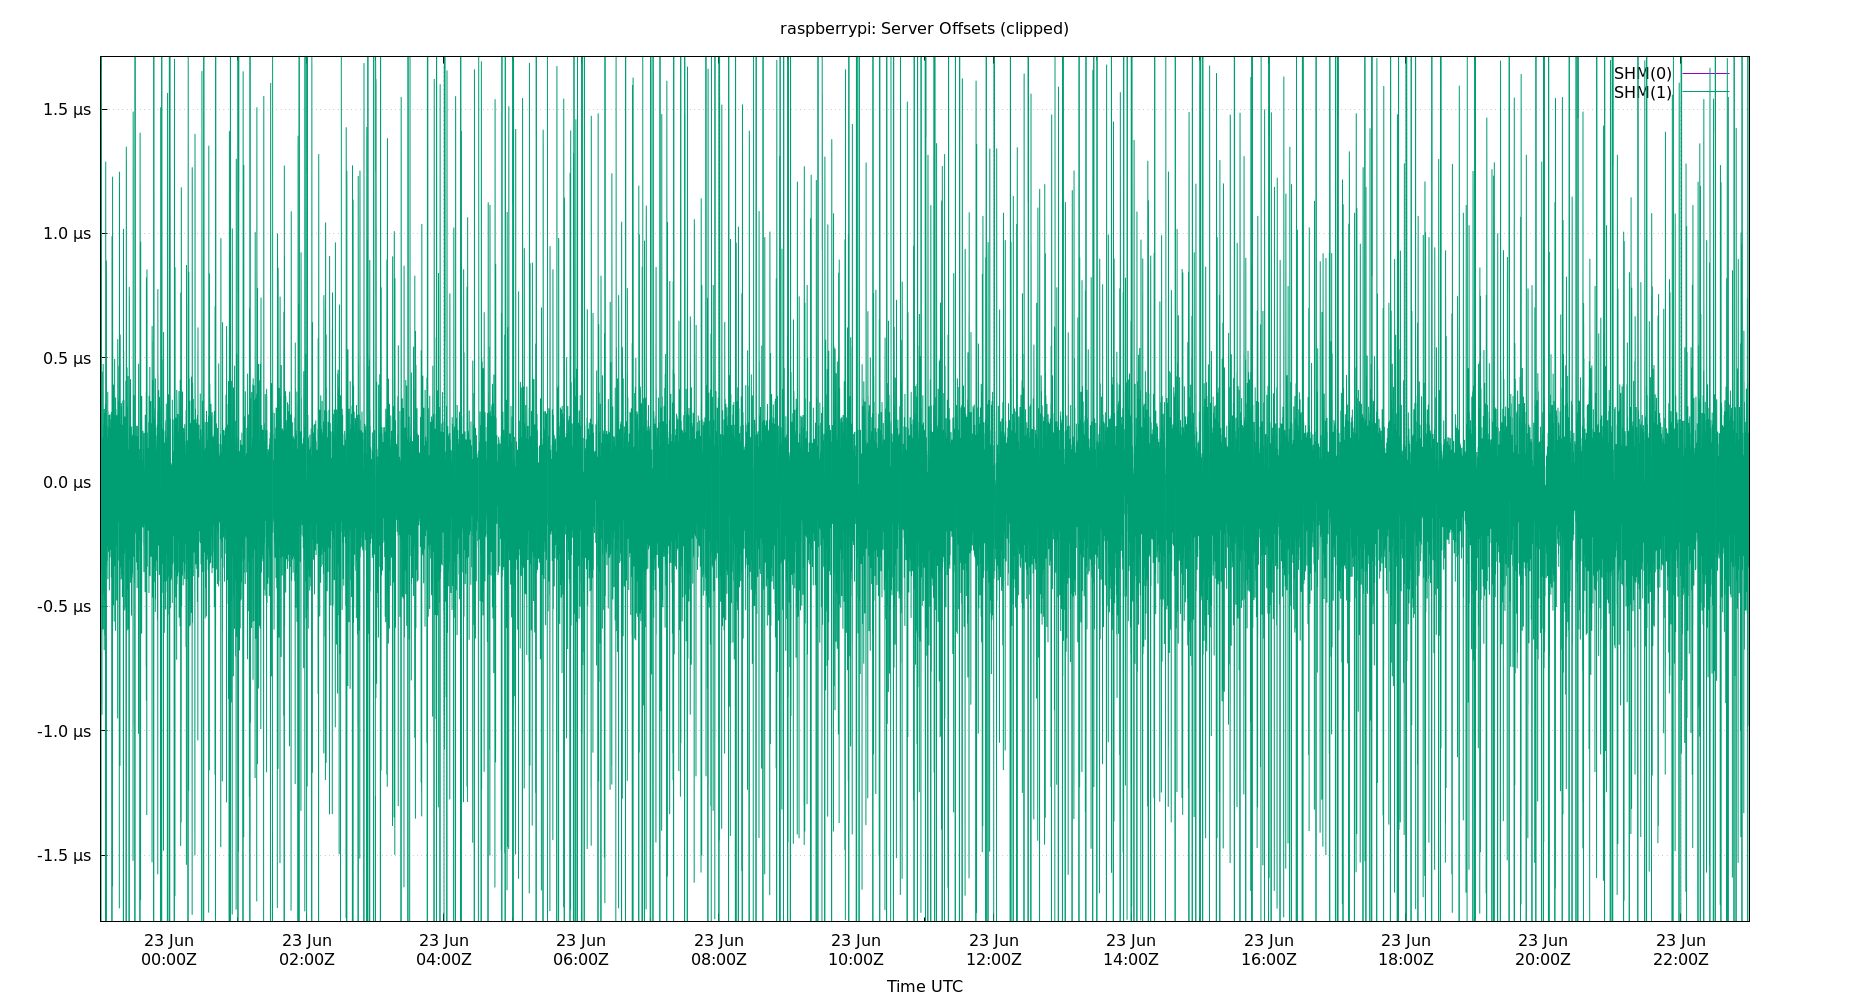 raspberrypi: Server Offsets (clipped)
SHM(0)
SHM(1)
1.5 µs
1.0 µs
0.5 µs
0.0 µs
-0.5 µs
-1.0 µs
-1.5 µs
23 Jun 23 Jun 23 Jun 23 Jun 23 Jun 23 Jun 23 Jun 23 Jun 23 Jun 23 Jun 23 Jun 23 Jun
00:00Z 02:00Z 04:00Z 06:00Z 08:00Z 10:00Z 12:00Z 14:00Z 16:00Z 18:00Z 20:00Z 22:00Z
Time UTC